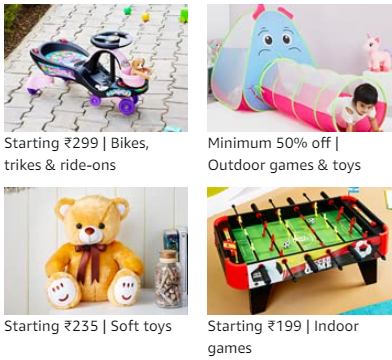 Starting ₹299 | Bikes,
trikes & ride-ons
Minimum 50% off |
Outdoor games & toys
Starting ₹235 | Soft toys
Starting ₹199 | Indoor
games